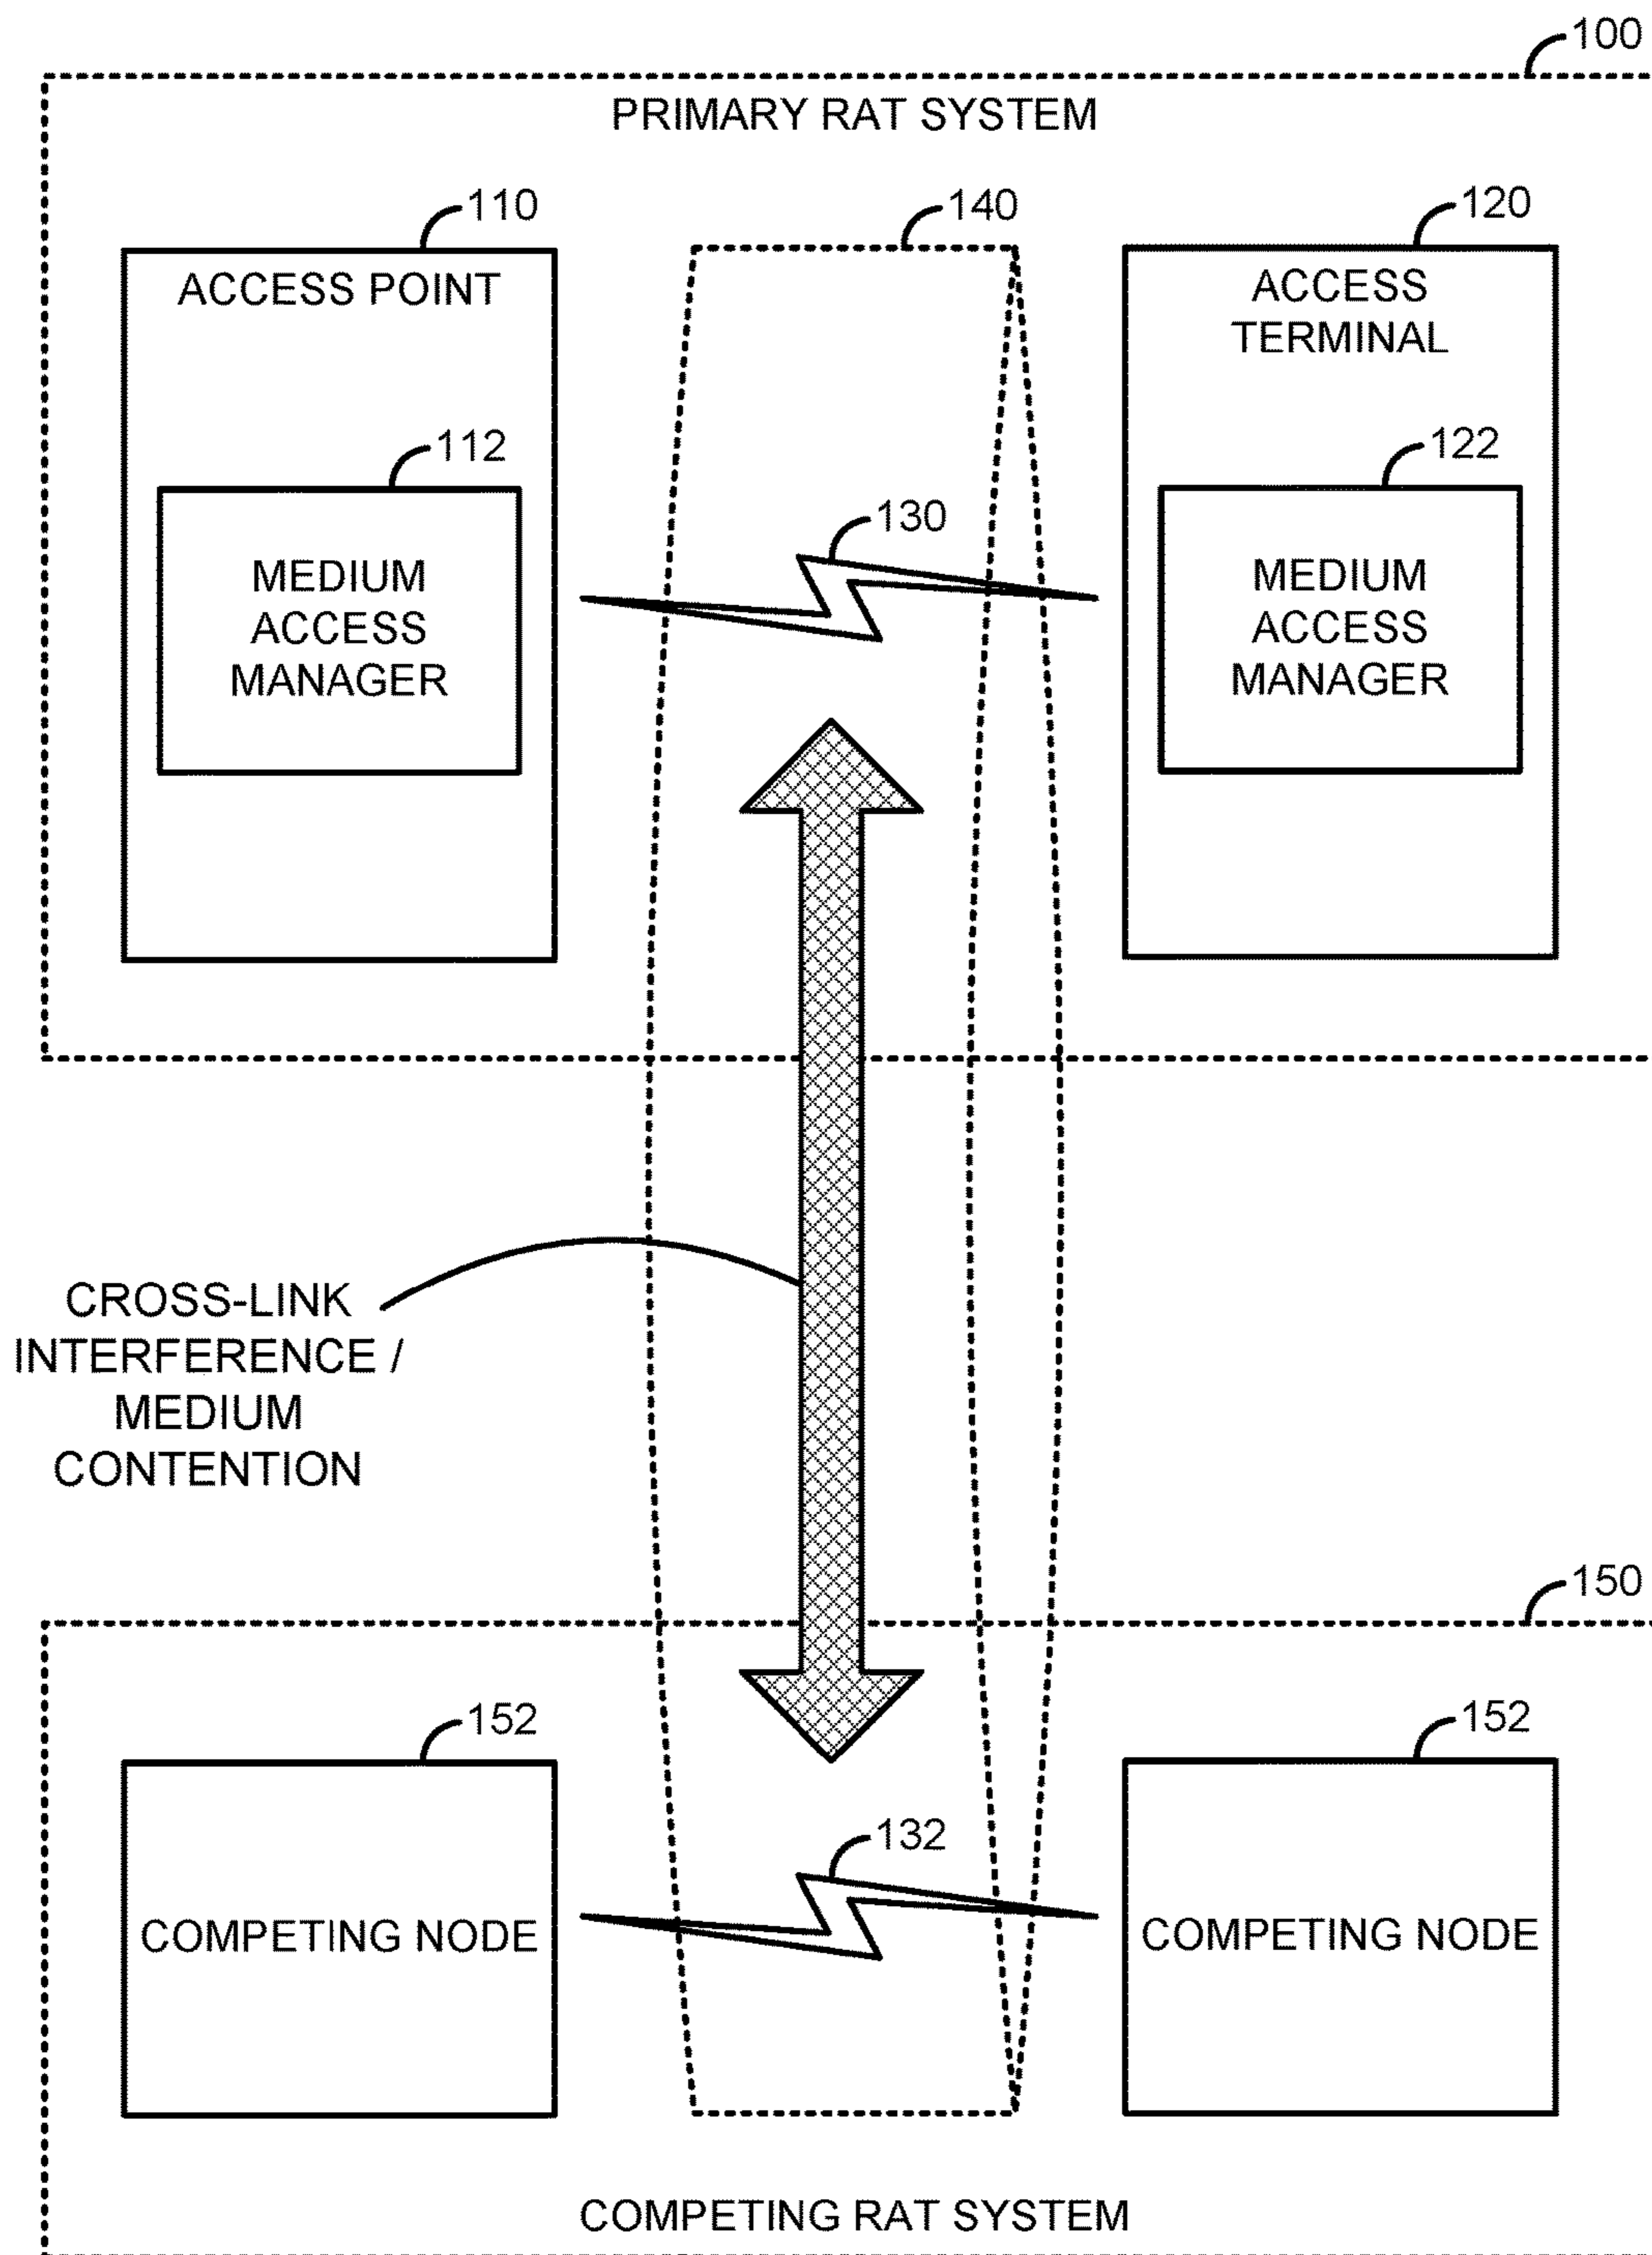 100
PRIMARY RAT SYSTEM
110
140
120
ACCESS POINT
ACCESS
TERMINAL
112
130
122
MEDIUM
ACCESS
MANAGER
MEDIUM
ACCESS
MANAGER
CROSS-LINK
INTERFERENCE /
MEDIUM
CONTENTION
150
152
152
132
COMPETING NODE
COMPETING NODE
COMPETING RAT SYSTEM